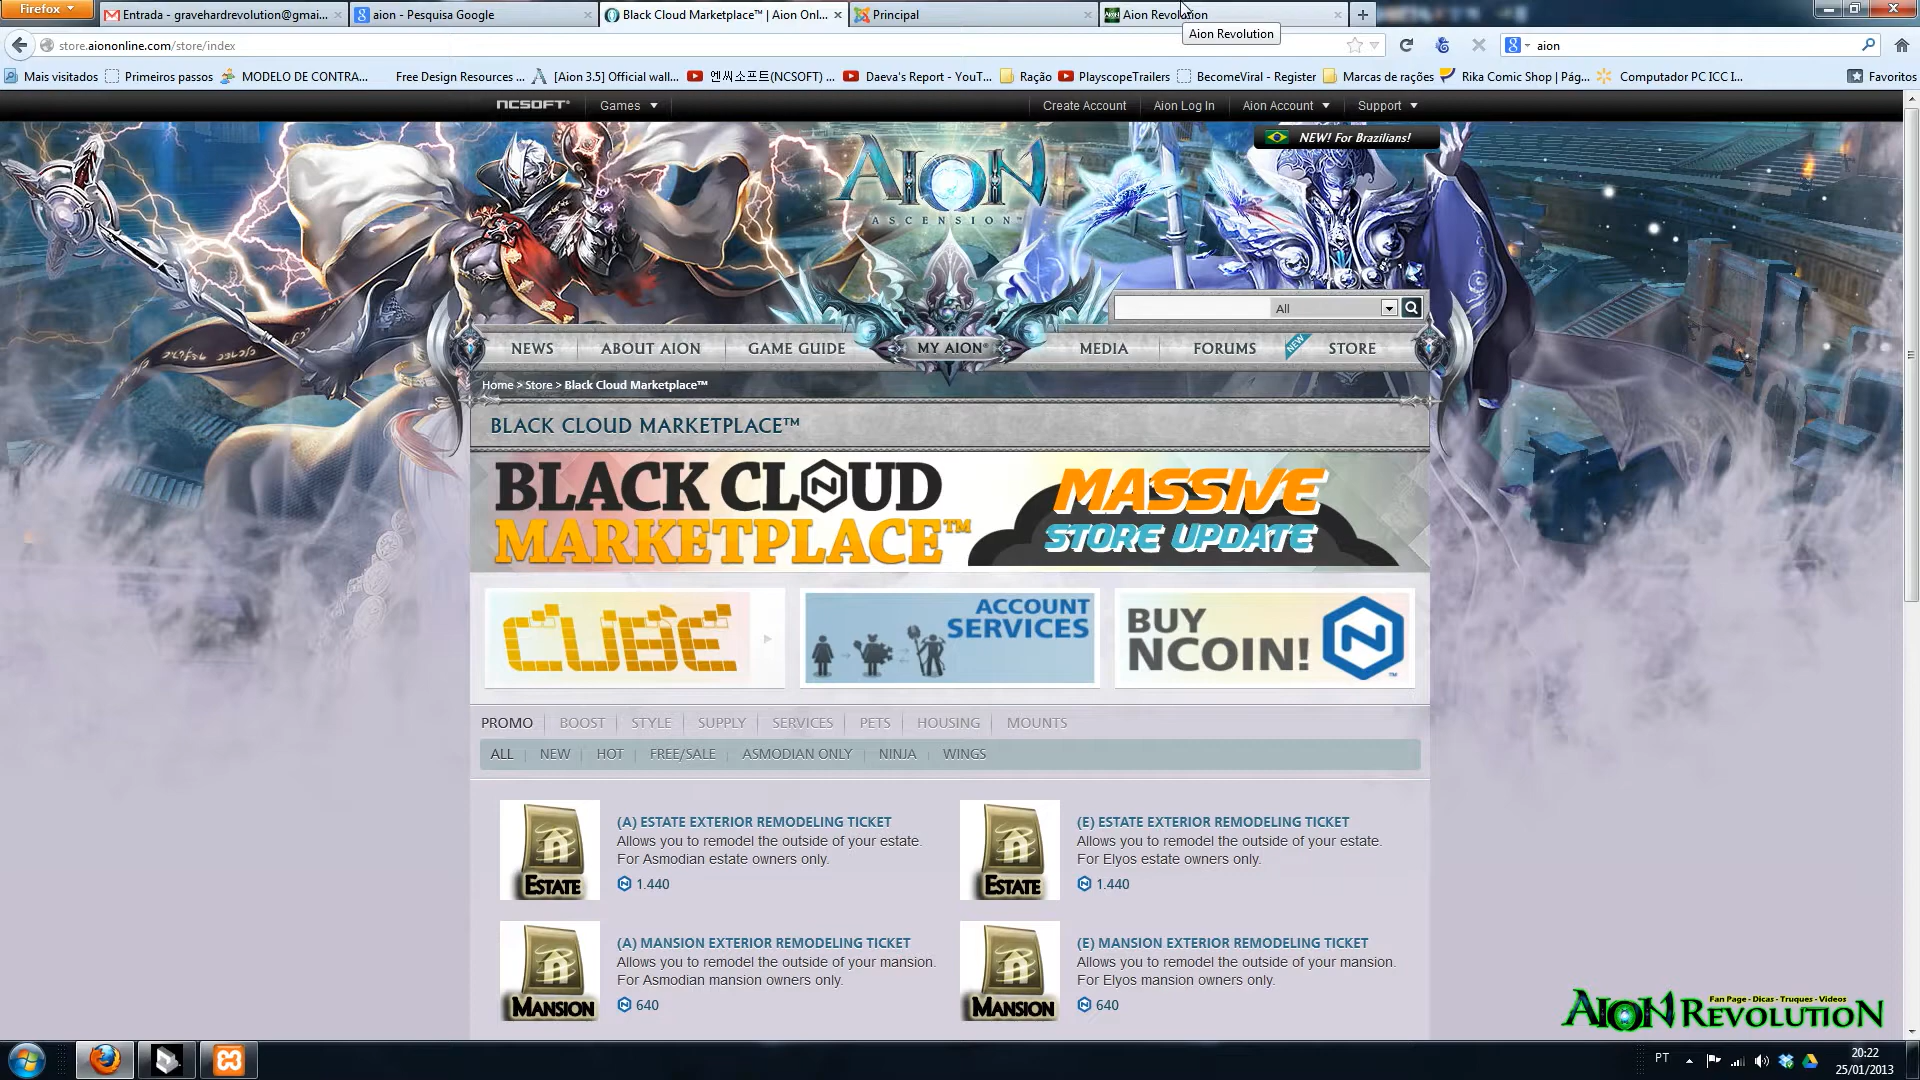 Firefox
Entrada - gravehardrevolution@gmai...
aion - Pesquisa Google
Black Cloud Marketplace™ | Aion Onl...
Principal
Aion Revolution
Aion Revolution
store.aiononline.com/store/index
aion
Mais visitados
Primeiros passos
MODELO DE CONTRA...
Free Design Resources ...
[Aion 3.5] Official wall...
엔씨소프트(NCSOFT) ...
Daeva's Report - YouT...
Ração
PlayscopeTrailers
BecomeViral - Register
Marcas de rações
Rika Comic Shop | Pág...
Computador PC ICC I...
Favoritos
NCSOFT
Games
Create Account
Aion Log In
Aion Account
Support
NEW! For Brazilians!
AION
ASCENSION™
All
NEWS
ABOUT AION
GAME GUIDE
MY AION®
MEDIA
FORUMS
NEW
STORE
Home > Store > Black Cloud Marketplace™
BLACK CLOUD MARKETPLACE™
BLACK CLOUD
MARKETPLACE™
MASSIVE
STORE UPDATE
CUBE
ACCOUNT
SERVICES
BUY
NCOIN!
PROMO
BOOST
STYLE
SUPPLY
SERVICES
PETS
HOUSING
MOUNTS
ALL
NEW
HOT
FREE/SALE
ASMODIAN ONLY
NINJA
WINGS
ESTATE
(A) ESTATE EXTERIOR REMODELING TICKET
Allows you to remodel the outside of your estate.
For Asmodian estate owners only.
1.440
ESTATE
(E) ESTATE EXTERIOR REMODELING TICKET
Allows you to remodel the outside of your estate.
For Elyos estate owners only.
1.440
MANSION
(A) MANSION EXTERIOR REMODELING TICKET
Allows you to remodel the outside of your mansion.
For Asmodian mansion owners only.
640
MANSION
(E) MANSION EXTERIOR REMODELING TICKET
Allows you to remodel the outside of your mansion.
For Elyos mansion owners only.
640
Fan Page - Dicas - Truques - Videos
AION REVOLUTION
PT
20:22
25/01/2013